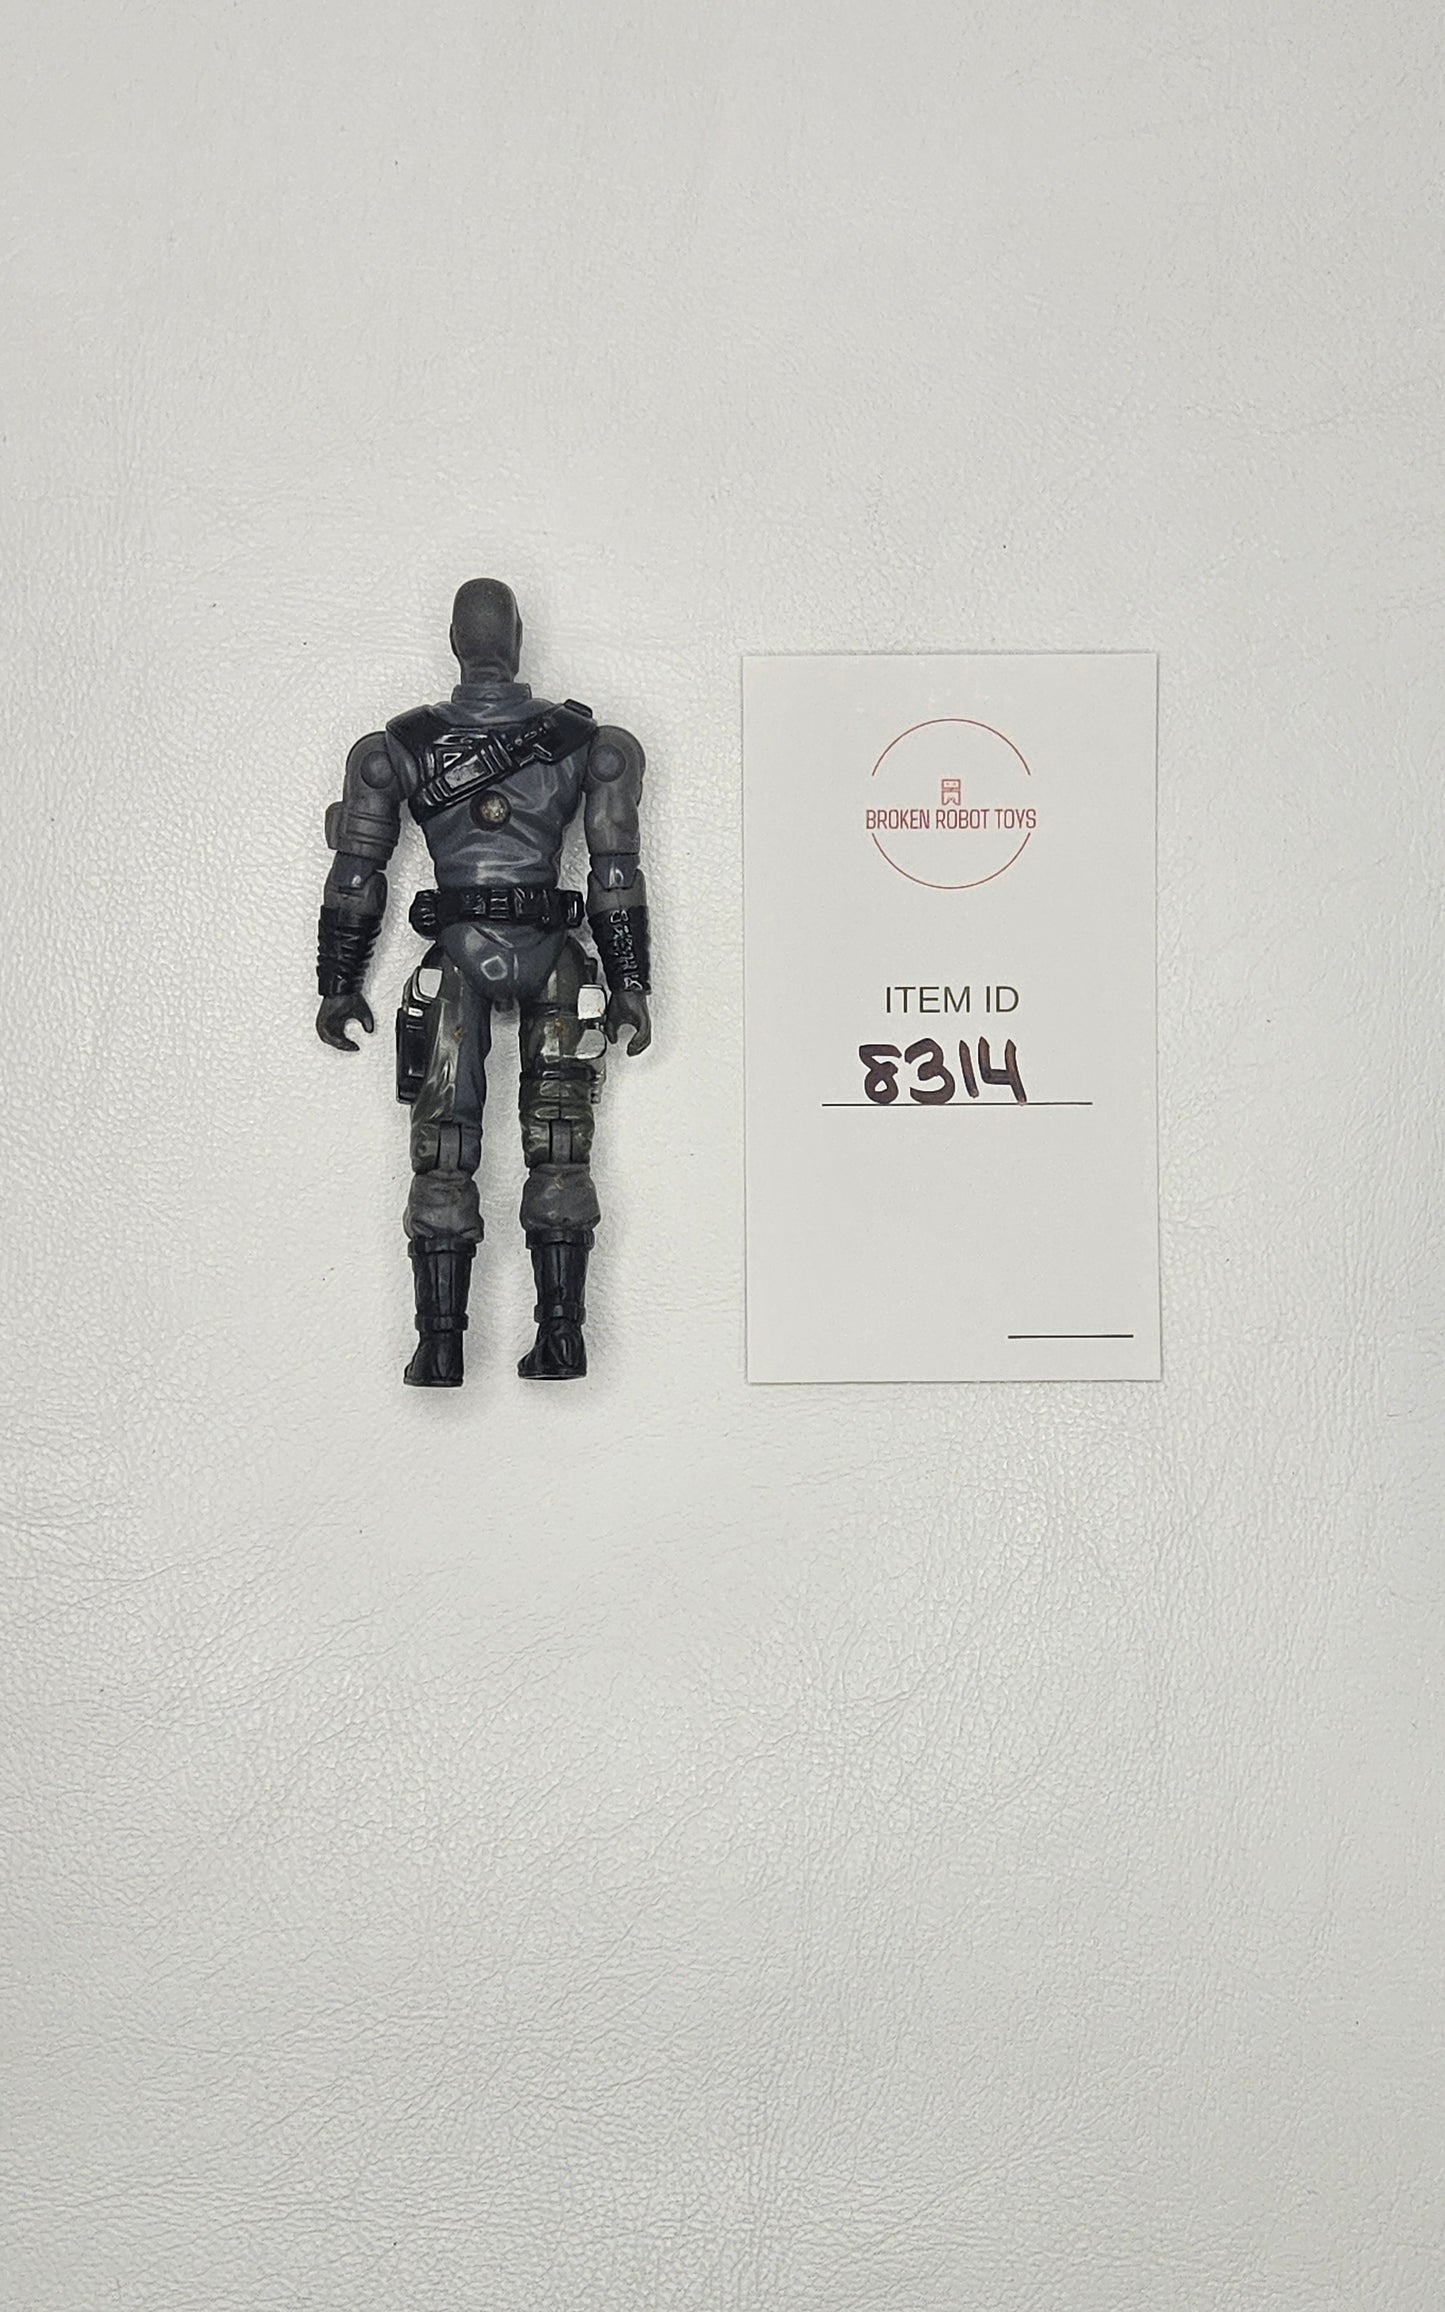 BROKEN ROBOT TOYS
ITEM ID
8314